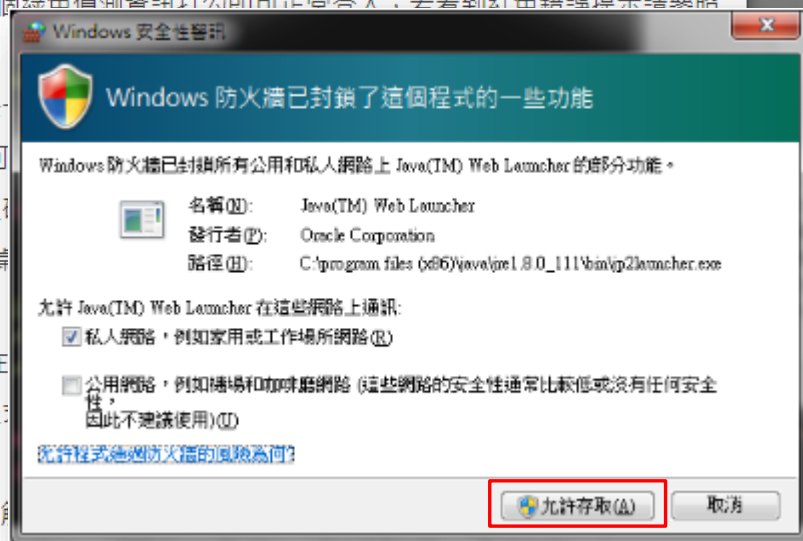 Windows 安全性警訊
Windows 防火牆已封鎖了這個程式的一些功能
Windows 防火牆已封鎖所有公用和私人網路上 Java(TM) Web Launcher 的部分功能。
名稱(N): Java(TM) Web Launcher
發行者(P): Oracle Corporation
路徑(H): C:\program files (x86)\java\jre1.8.0_111\bin\jp2launcher.exe
允許 Java(TM) Web Launcher 在這些網路上通訊:
私人網路，例如家用或工作場所網路(R)
公用網路，例如機場和咖啡廳網路 (這些網路的安全性通常比較低或沒有任何安全
性，
因此不建議使用)(U)
允許程式通過防火牆的風險為何?
允許存取(A) 取消